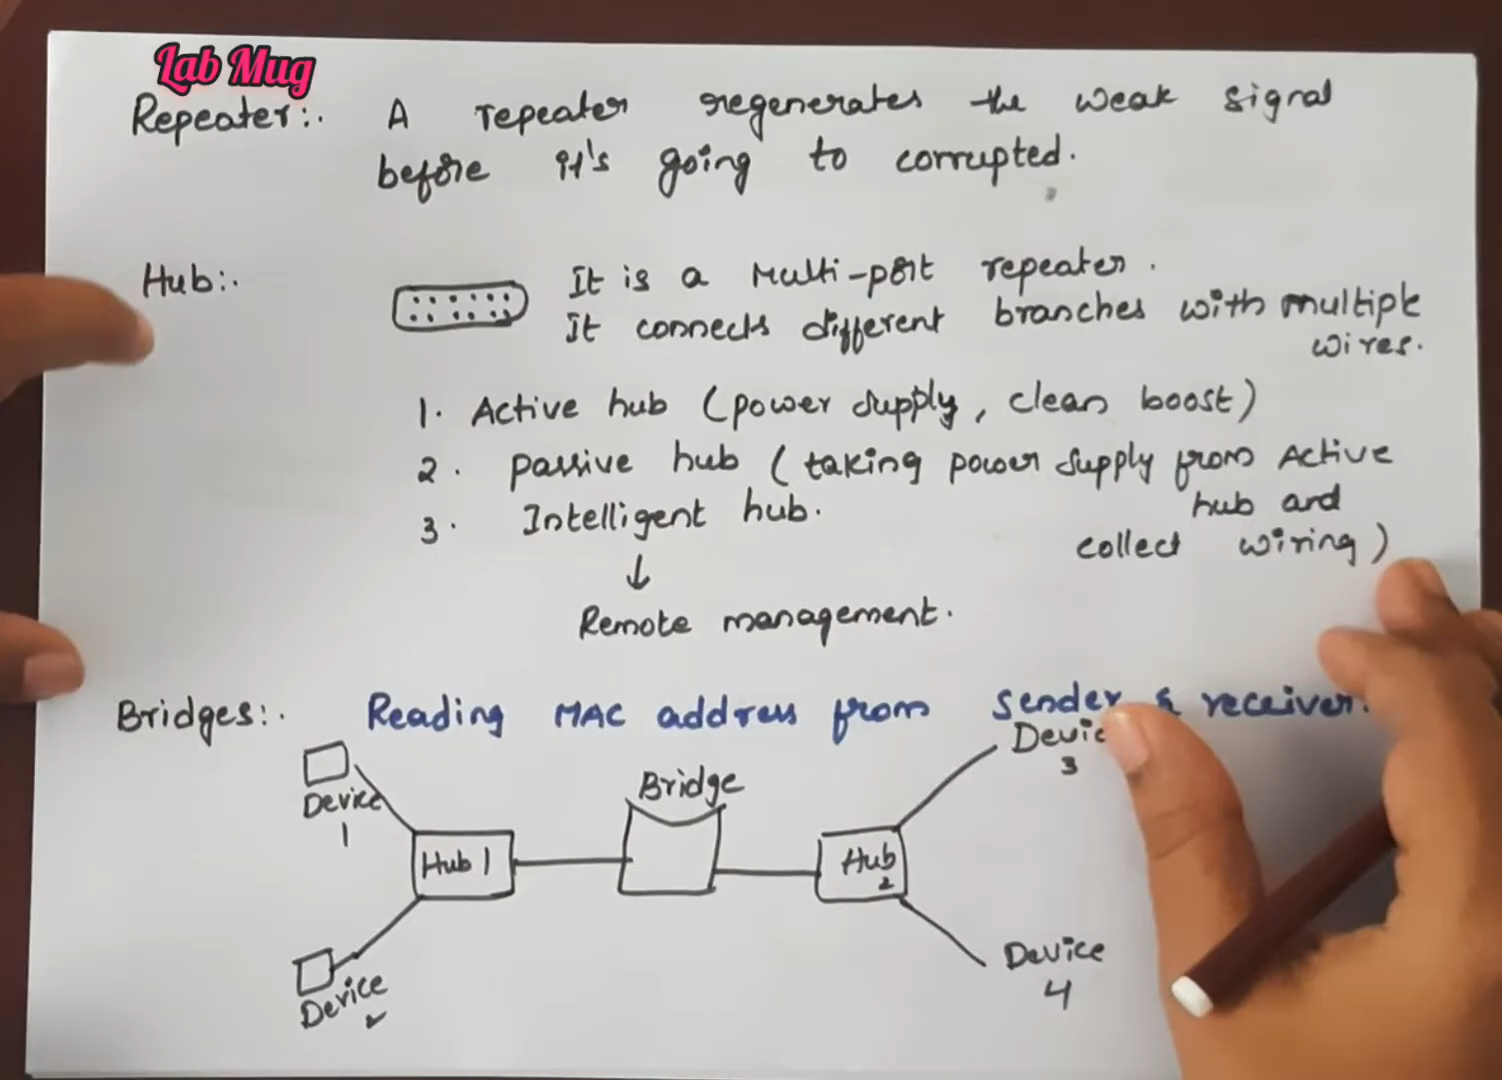 Lab Mug
Repeater:. A repeater regenerates the weak signal
before it's going to corrupted.
Hub:. It is a Multi-port repeater.
It connects different branches with multiple
wires.
1. Active hub (power supply, clean boost)
2. passive hub (taking power supply from Active
hub and
collect wiring)
3. Intelligent hub.
↓
Remote management.
Bridges:. Reading MAC address from sender & receiver.
Device
1
Hub 1
Bridge
Hub
2
3
Device
2
Device
4